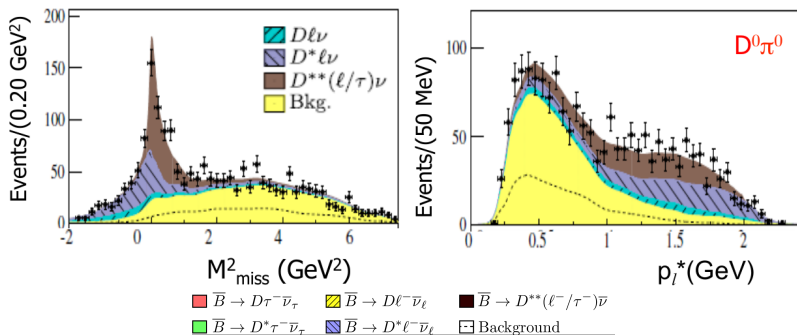 200
150
100
50
0
Events/(0.20 GeV²)
-2 0 2 4 6
M²miss (GeV²)
Dℓν
D*ℓν
D**(ℓ/τ)ν
Bkg.
100
50
0
Events/(50 MeV)
0 0.5 1 1.5 2
pl*(GeV)
D⁰π⁰
B̅ → Dτ⁻ν̅τ B̅ → Dℓ⁻ν̅ℓ B̅ → D**(ℓ⁻/τ⁻)ν̅
B̅ → D*τ⁻ν̅τ B̅ → D*ℓ⁻ν̅ℓ Background